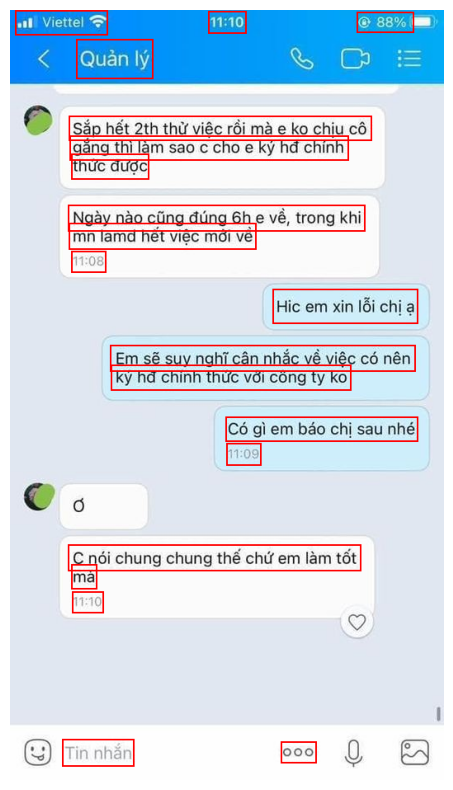 Viettel 11:10 88%
Quản lý
Sắp hết 2th thử việc rồi mà e ko chịu cô
gắng thì làm sao c cho e ký hđ chính
thức được
Ngày nào cũng đúng 6h e về, trong khi
mn lamd hết việc mới về
11:08
Hic em xin lỗi chị ạ
Em sẽ suy nghĩ cân nhắc về việc có nên
ký hđ chính thức với công ty ko
Có gì em báo chị sau nhé
11:09
Ơ
C nói chung chung thế chứ em làm tốt
mà
11:10
Tin nhắn